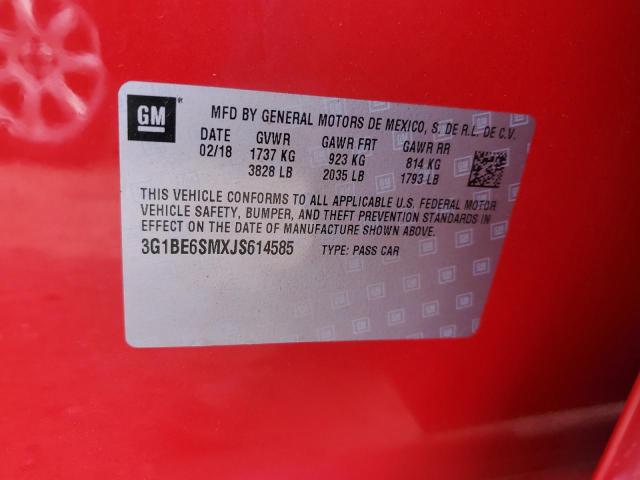 GM
MFD BY GENERAL MOTORS DE MEXICO, S. DE R.L. DE C.V.
DATE GVWR GAWR FRT GAWR RR
02/18 1737 KG 923 KG 814 KG
3828 LB 2035 LB 1793 LB
THIS VEHICLE CONFORMS TO ALL APPLICABLE U.S. FEDERAL MOTOR
VEHICLE SAFETY, BUMPER, AND THEFT PREVENTION STANDARDS IN
EFFECT ON THE DATE OF MANUFACTURE SHOWN ABOVE.
3G1BE6SMXJS614585 TYPE: PASS CAR